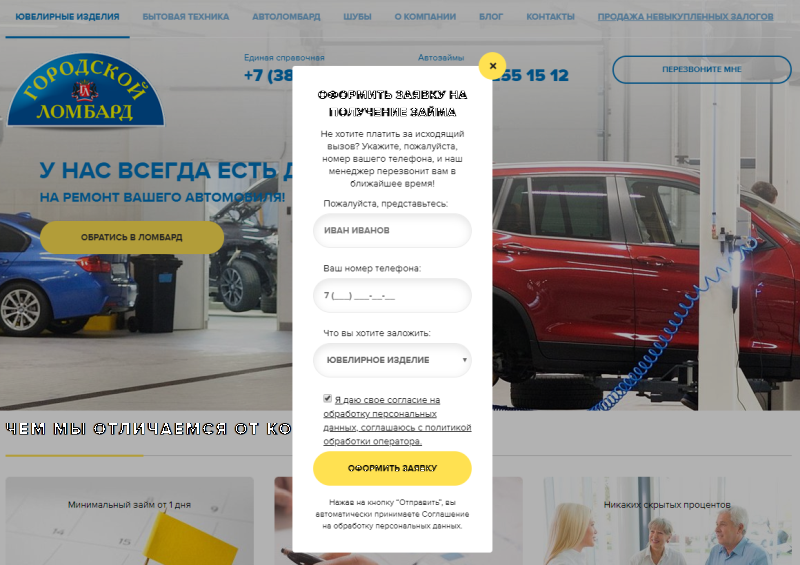 ЮВЕЛИРНЫЕ ИЗДЕЛИЯ БЫТОВАЯ ТЕХНИКА АВТОЛОМБАРД ШУБЫ О КОМПАНИИ БЛОГ КОНТАКТЫ ПРОДАЖА НЕВЫКУПЛЕННЫХ ЗАЛОГОВ
Единая справочная
+7 (38
Автозаймы
55 15 12
ПЕРЕЗВОНИТЕ МНЕ
ГОРОДСКОЙ
ЛОМБАРД
У НАС ВСЕГДА ЕСТЬ
НА РЕМОНТ ВАШЕГО АВТОМОБИЛЯ!
ОБРАТИСЬ В ЛОМБАРД
×
ОФОРМИТЬ ЗАЯВКУ НА
ПОЛУЧЕНИЕ ЗАЙМА
Не хотите платить за исходящий
вызов? Укажите, пожалуйста,
номер вашего телефона, и наш
менеджер перезвонит вам в
ближайшее время!
Пожалуйста, представьтесь:
ИВАН ИВАНОВ
Ваш номер телефона:
7 (___) ___-__-__
Что вы хотите заложить:
ЮВЕЛИРНОЕ ИЗДЕЛИЕ
Я даю свое согласие на
обработку персональных
данных, соглашаюсь с политикой
обработки оператора.
ОФОРМИТЬ ЗАЯВКУ
Нажав на кнопку "Отправить", вы
автоматически принимаете Соглашение
на обработку персональных данных.
ЧЕМ МЫ ОТЛИЧАЕМСЯ ОТ КО
Минимальный займ от 1 дня
Никаких скрытых процентов